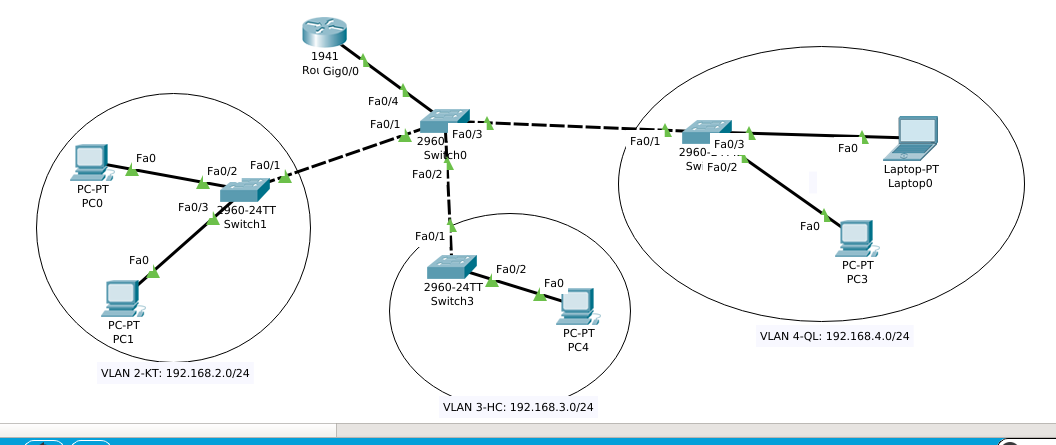 1941
Rou Gig0/0
Fa0/4
Fa0/1
Fa0/3
2960
Switch0
Fa0/2
Fa0
PC-PT
PC0
Fa0/2
Fa0/1
2960-24TT
Switch1
Fa0/3
Fa0
PC-PT
PC1
VLAN 2-KT: 192.168.2.0/24
Fa0/1
2960-24TT
Switch3
Fa0/2
Fa0
PC-PT
PC4
VLAN 3-HC: 192.168.3.0/24
Fa0/1
Fa0/3
Fa0/2
Fa0
Laptop-PT
Laptop0
Fa0
PC-PT
PC3
VLAN 4-QL: 192.168.4.0/24